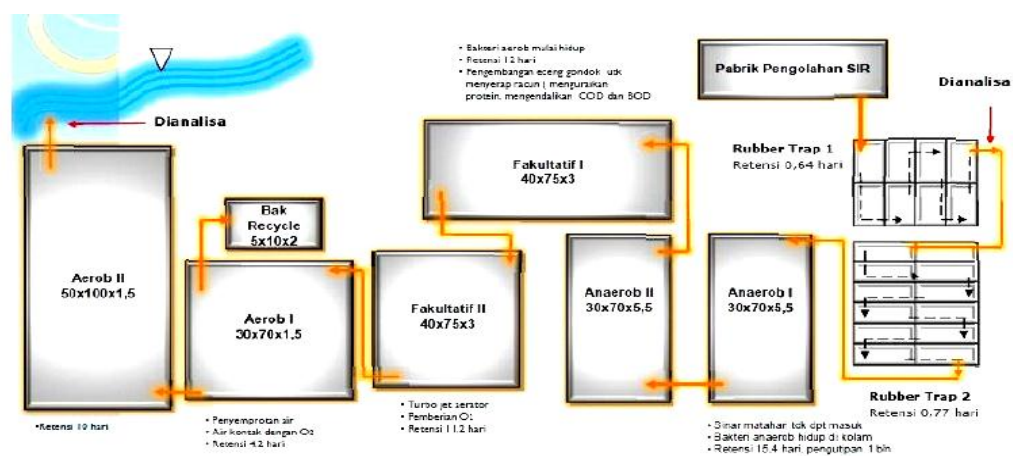 • Bakteri aerob mulai hidup
• Retensi 12 hari
• Pengembangan eceng gondok utk
menyerap racun ( menguraikan
protein, mengendalikan COD dan BOD
Pabrik Pengolahan SIR
Dianalisa
Dianalisa
Rubber Trap 1
Retensi 0,64 hari
Fakultatif I
40x75x3
Bak
Recycle
5x10x2
Aerob II
50x100x1,5
Aerob I
30x70x1,5
Fakultatif II
40x75x3
Anaerob II
30x70x5,5
Anaerob I
30x70x5,5
Rubber Trap 2
Retensi 0,77 hari
•Retensi 10 hari
• Penyemprotan air
• Air kontak dengan O2
• Retensi 4,2 hari
• Turbo jet aerator
• Pemberian O2
• Retensi 11,2 hari
• Sinar matahari tdk dpt masuk
• Bakteri anaerob hidup di kolam
• Retensi 15,4 hari, pengutipan 1 bln